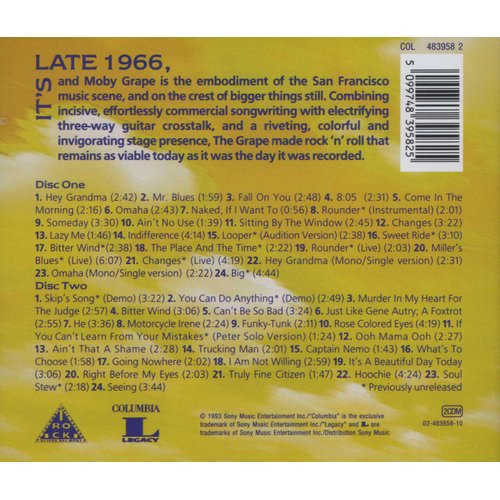 COL 483958 2
5 099748 395825
IT'S
LATE 1966,
and Moby Grape is the embodiment of the San Francisco
music scene, and on the crest of bigger things still. Combining
incisive, effortlessly commercial songwriting with electrifying
three-way guitar crosstalk, and a riveting, colorful and
invigorating stage presence, The Grape made rock 'n' roll that
remains as viable today as it was the day it was recorded.
Disc One
1. Hey Grandma (2:42) 2. Mr. Blues (1:59) 3. Fall On You (2:48) 4. 8:05 (2:31) 5. Come In The
Morning (2:16) 6. Omaha (2:43) 7. Naked, If I Want To (0:56) 8. Rounder* (Instrumental) (2:01)
9. Someday (3:30) 10. Ain't No Use (1:39) 11. Sitting By The Window (2:45) 12. Changes (3:22)
13. Lazy Me (1:46) 14. Indifference (4:14) 15. Looper* (Audition Version) (2:38) 16. Sweet Ride* (3:10)
17. Bitter Wind* (2:38) 18. The Place And The Time* (2:22) 19. Rounder* (Live) (2:03) 20. Miller's
Blues* (Live) (6:07) 21. Changes* (Live) (4:19) 22. Hey Grandma (Mono/Single version) (2:32)
23. Omaha (Mono/Single version) (2:22) 24. Big* (4:44)
Disc Two
1. Skip's Song* (Demo) (3:22) 2. You Can Do Anything* (Demo) (2:49) 3. Murder In My Heart For
The Judge (2:57) 4. Bitter Wind (3:06) 5. Can't Be So Bad (3:24) 6. Just Like Gene Autry; A Foxtrot
(2:55) 7. He (3:36) 8. Motorcycle Irene (2:24) 9. Funky-Tunk (2:11) 10. Rose Colored Eyes (4:19) 11. If
You Can't Learn From Your Mistakes* (Peter Solo Version) (1:34) 12. Ooh Mama Ooh (2:27)
13. Ain't That A Shame (2:28) 14. Trucking Man (2:01) 15. Captain Nemo (1:43) 16. What's To
Choose (1:58) 17. Going Nowhere (2:02) 18. I Am Not Willing (2:59) 19. It's A Beautiful Day Today
(3:06) 20. Right Before My Eyes (2:03) 21. Truly Fine Citizen (1:47) 22. Hoochie (4:24) 23. Soul
Stew* (2:18) 24. Seeing (3:44)
* Previously unreleased
ROCK
COLUMBIA
L
LEGACY
© 1993 Sony Music Entertainment Inc./"Columbia" is the exclusive
trademark of Sony Music Entertainment Inc./"Legacy" and L are
trademarks of Sony Music Entertainment Inc./Distribution Sony Music
2CDM
02-483958-10